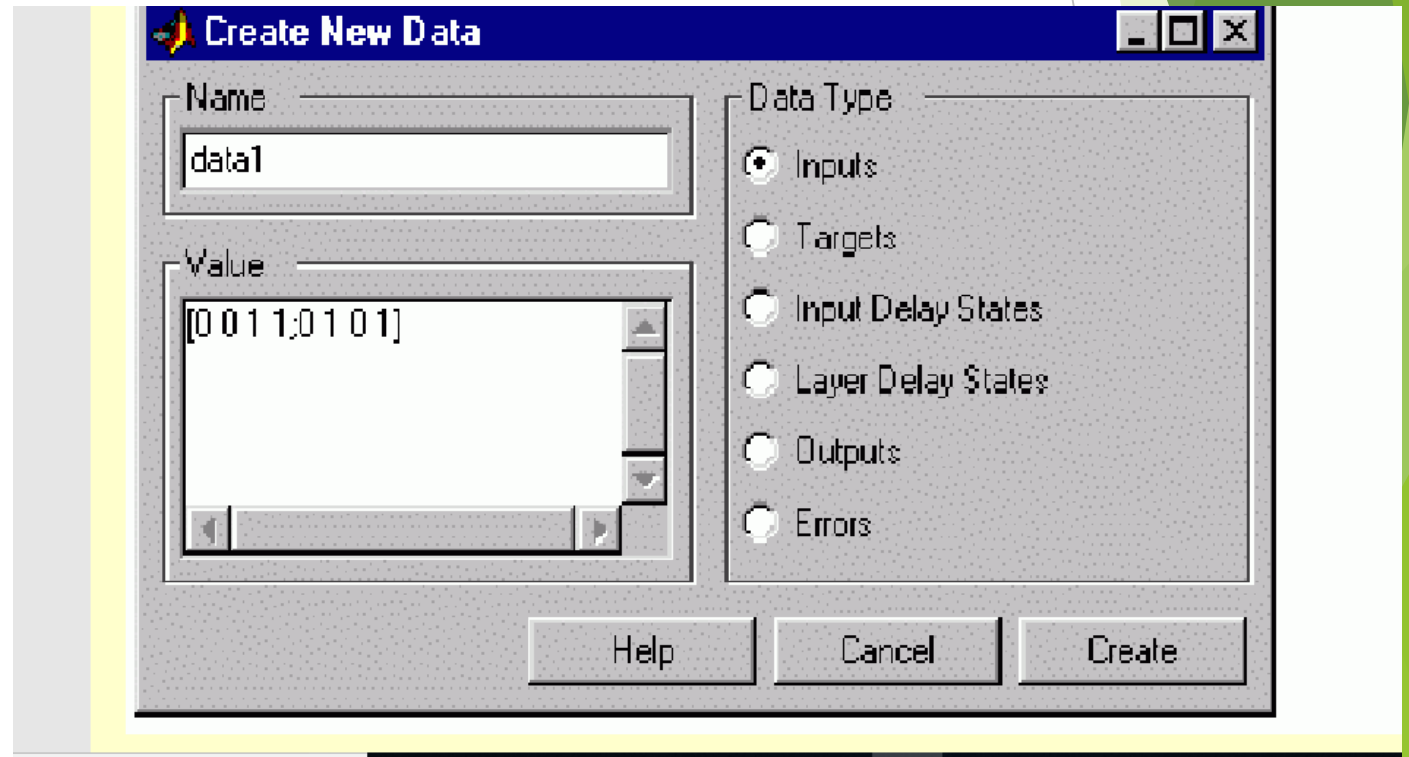 Create New Data
Name
data1
Value
[0 0 1 1;0 1 0 1]
Data Type
Inputs
Targets
Input Delay States
Layer Delay States
Outputs
Errors
Help
Cancel
Create